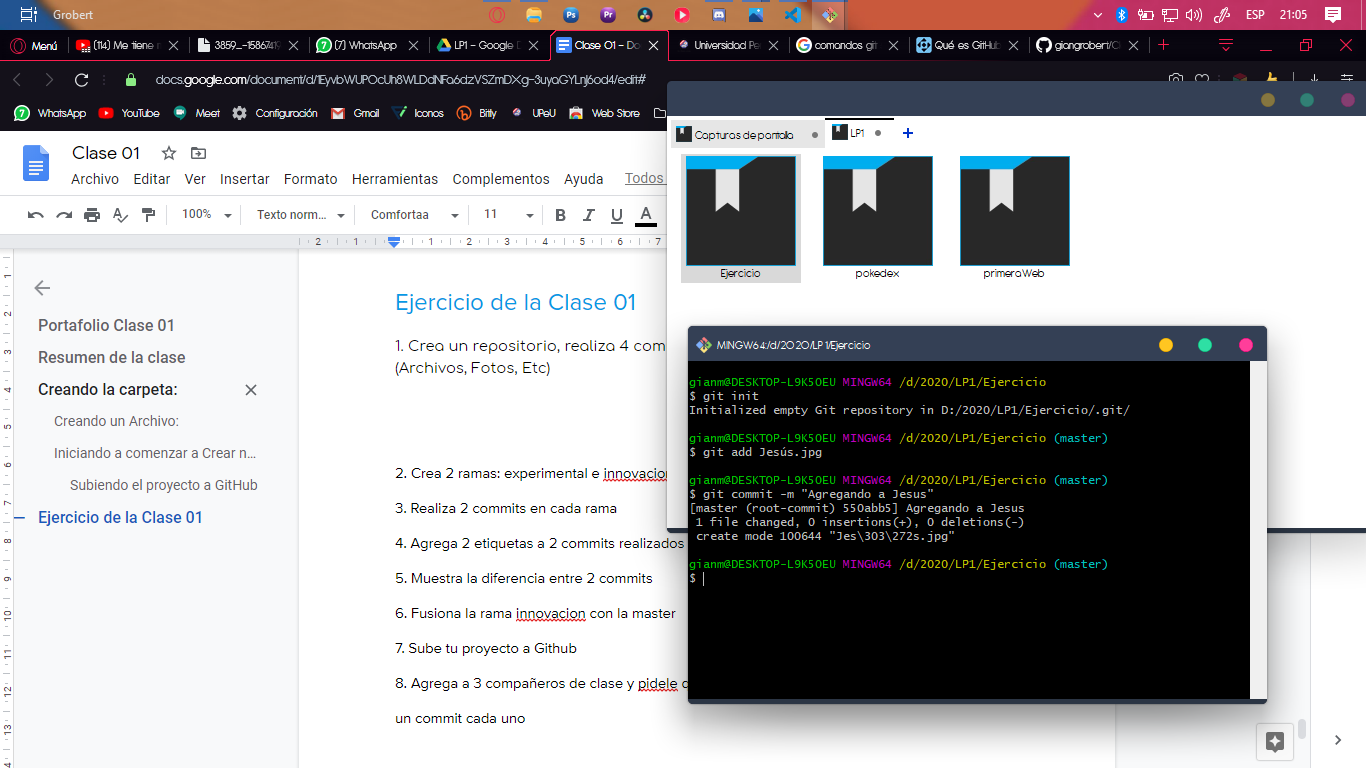 Grobert
ESP 21:05
Menú
(114) Me tiene m
3859_-15867419
(7) WhatsApp
LP1 - Google D
Clase 01 - Do
Universidad Pe
comandos git
Qué es GitHub
giangrobert/C
docs.google.com/document/d/1EyvbWUPOcUh8WLDdNFa6dzVSZmDXg-3uyaGYLnj6od4/edit#
WhatsApp YouTube Meet Configuración Gmail Iconos Bitly UPeU Web Store
Clase 01
Archivo Editar Ver Insertar Formato Herramientas Complementos Ayuda Todos
100% Texto norm... Comfortaa 11 B I U A
Portafolio Clase 01
Resumen de la clase
Creando la carpeta:
Creando un Archivo:
Iniciando a comenzar a Crear n...
Subiendo el proyecto a GitHub
Ejercicio de la Clase 01
Ejercicio de la Clase 01
1. Crea un repositorio, realiza 4 com
(Archivos, Fotos, Etc)
2. Crea 2 ramas: experimental e innovacion
3. Realiza 2 commits en cada rama
4. Agrega 2 etiquetas a 2 commits realizados
5. Muestra la diferencia entre 2 commits
6. Fusiona la rama innovacion con la master
7. Sube tu proyecto a Github
8. Agrega a 3 compañeros de clase y pidele
un commit cada uno
Capturas de pantalla
LP1
Ejercicio
pokedex
primeraWeb
MINGW64:/d/2020/LP1/Ejercicio
gianm@DESKTOP-L9K5OEU MINGW64 /d/2020/LP1/Ejercicio
$ git init
Initialized empty Git repository in D:/2020/LP1/Ejercicio/.git/
gianm@DESKTOP-L9K5OEU MINGW64 /d/2020/LP1/Ejercicio (master)
$ git add Jesús.jpg
gianm@DESKTOP-L9K5OEU MINGW64 /d/2020/LP1/Ejercicio (master)
$ git commit -m "Agregando a Jesus"
[master (root-commit) 550abb5] Agregando a Jesus
1 file changed, 0 insertions(+), 0 deletions(-)
create mode 100644 "Jes\303\272s.jpg"
gianm@DESKTOP-L9K5OEU MINGW64 /d/2020/LP1/Ejercicio (master)
$